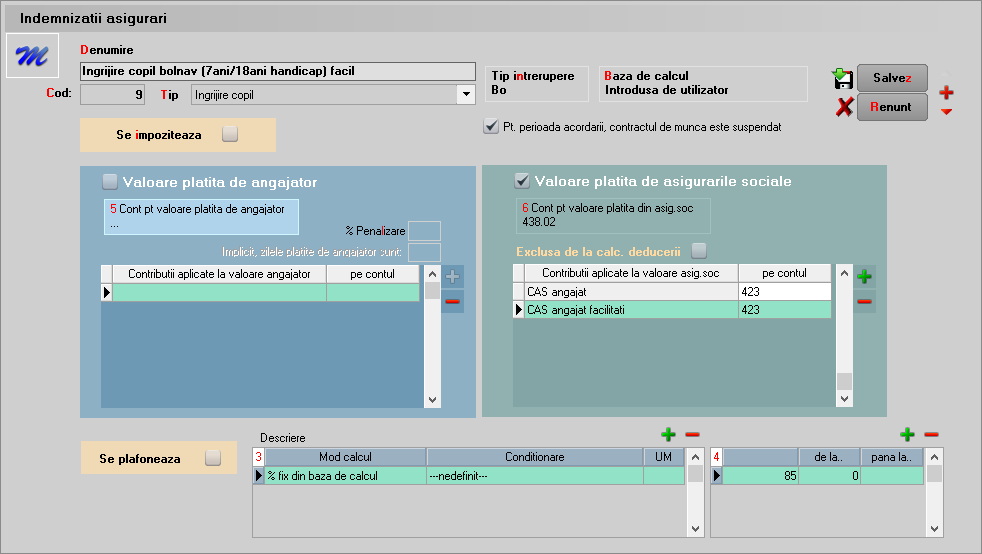 Indemnizatii asigurari
m
Denumire
Ingrijire copil bolnav (7ani/18ani handicap) facil
Cod: 9 Tip Ingrijire copil
Tip intrerupere
Bo
Baza de calcul
Introdusa de utilizator
Salvez
Renunt
Se impoziteaza
Pt. perioada acordarii, contractul de munca este suspendat
Valoare platita de angajator
5 Cont pt valoare platita de angajator
...
% Penalizare
Implicit, zilele platite de angajator sunt:
Contributii aplicate la valoare angajator pe contul
Valoare platita de asigurarile sociale
6 Cont pt valoare platita din asig.soc
438.02
Exclusa de la calc. deducerii
Contributii aplicate la valoare asig.soc pe contul
CAS angajat 423
CAS angajat facilitati 423
Se plafoneaza
Descriere
3 Mod calcul Conditionare UM
% fix din baza de calcul ---nedefinit---
4 de la.. pana la..
85 0